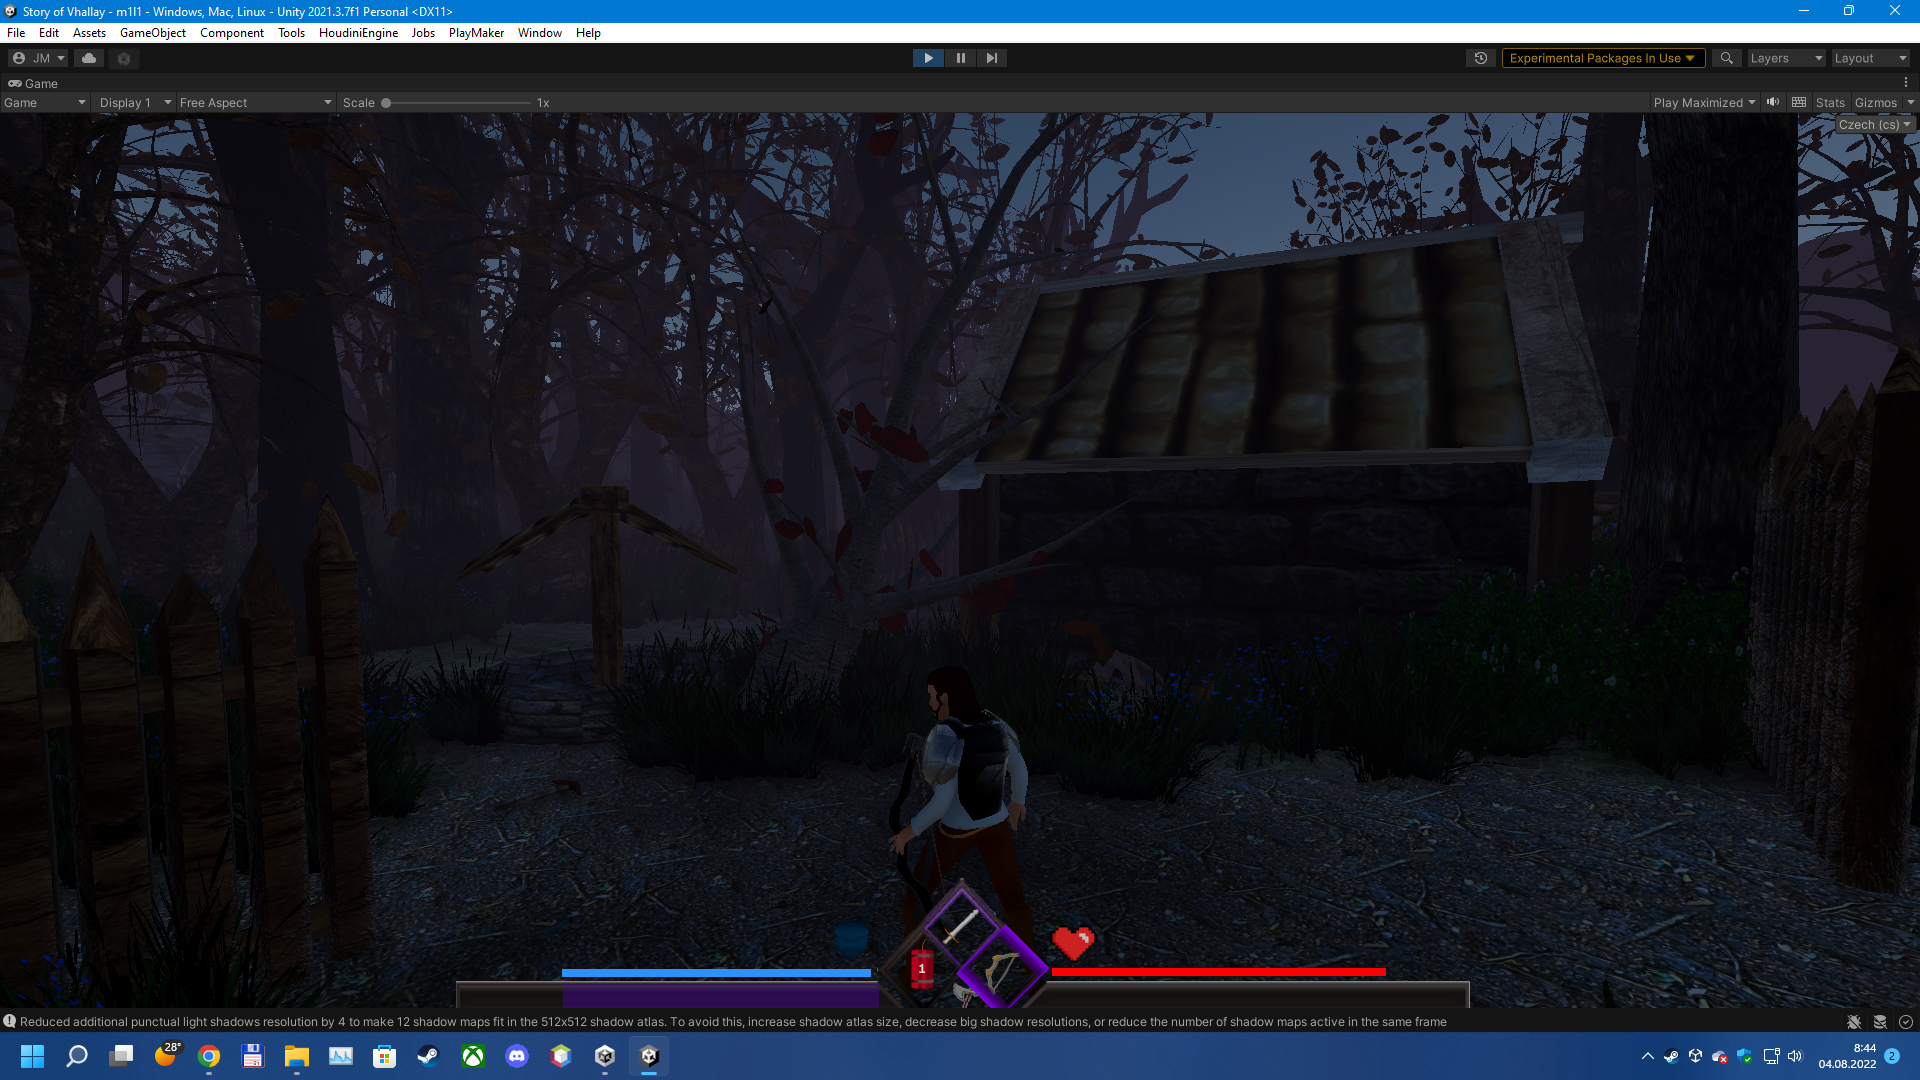 Story of Vhallay - m1l1 - Windows, Mac, Linux - Unity 2021.3.7f1 Personal <DX11>
File Edit Assets GameObject Component Tools HoudiniEngine Jobs PlayMaker Window Help
JM Experimental Packages In Use Layers Layout
Game
Game Display 1 Free Aspect Scale 1x Play Maximized Stats Gizmos
Czech (cs)
1
Reduced additional punctual light shadows resolution by 4 to make 12 shadow maps fit in the 512x512 shadow atlas. To avoid this, increase shadow atlas size, decrease big shadow resolutions, or reduce the number of shadow maps active in the same frame
28°
8:44
04.08.2022
2